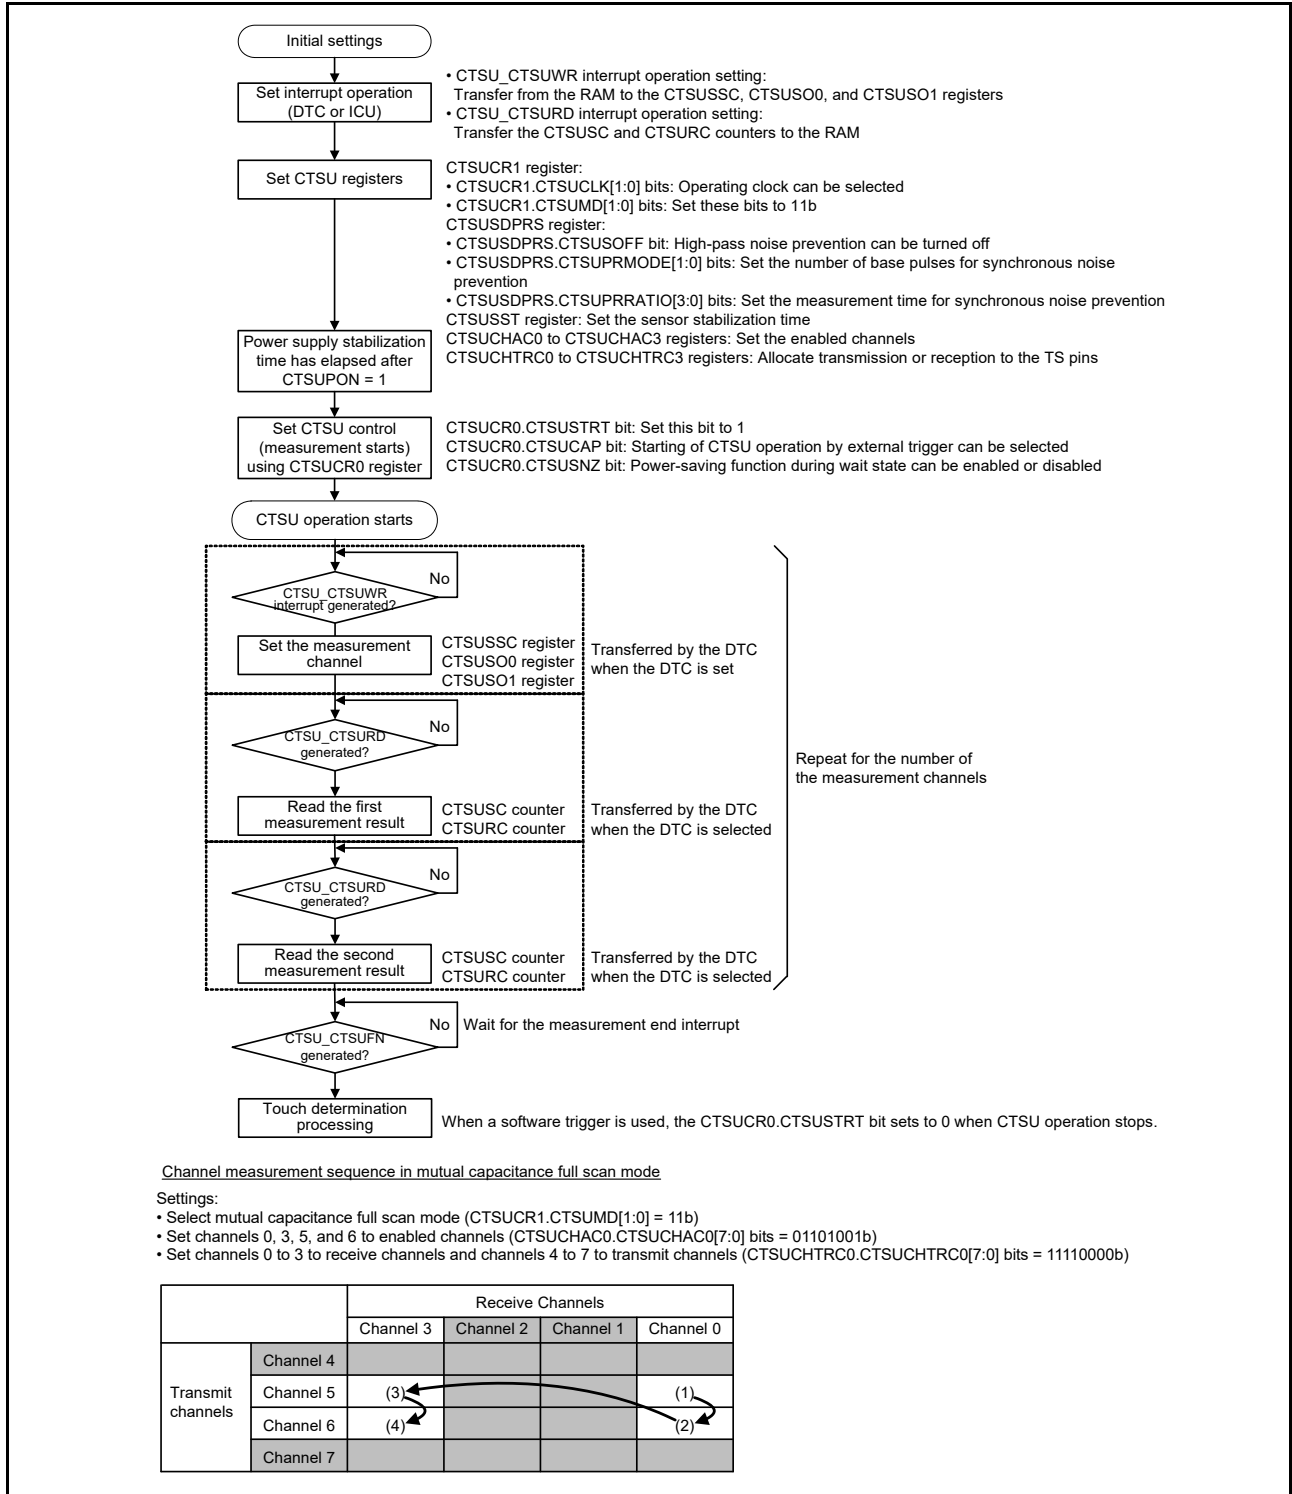 Initial settings
Set interrupt operation
(DTC or ICU)
• CTSU_CTSUWR interrupt operation setting:
Transfer from the RAM to the CTSUSSC, CTSUSO0, and CTSUSO1 registers
• CTSU_CTSURD interrupt operation setting:
Transfer the CTSUSC and CTSURC counters to the RAM
Set CTSU registers
CTSUCR1 register:
• CTSUCR1.CTSUCLK[1:0] bits: Operating clock can be selected
• CTSUCR1.CTSUMD[1:0] bits: Set these bits to 11b
CTSUSDPRS register:
• CTSUSDPRS.CTSUSOFF bit: High-pass noise prevention can be turned off
• CTSUSDPRS.CTSUPRMODE[1:0] bits: Set the number of base pulses for synchronous noise
prevention
• CTSUSDPRS.CTSUPRRATIO[3:0] bits: Set the measurement time for synchronous noise prevention
CTSUSST register: Set the sensor stabilization time
CTSUCHAC0 to CTSUCHAC3 registers: Set the enabled channels
CTSUCHTRC0 to CTSUCHTRC3 registers: Allocate transmission or reception to the TS pins
Power supply stabilization
time has elapsed after
CTSUPON = 1
Set CTSU control
(measurement starts)
using CTSUCR0 register
CTSUCR0.CTSUSTRT bit: Set this bit to 1
CTSUCR0.CTSUCAP bit: Starting of CTSU operation by external trigger can be selected
CTSUCR0.CTSUSNZ bit: Power-saving function during wait state can be enabled or disabled
CTSU operation starts
No
CTSU_CTSUWR
interrupt generated?
Set the measurement
channel
CTSUSSC register
CTSUSO0 register
CTSUSO1 register
Transferred by the DTC
when the DTC is set
No
CTSU_CTSURD
generated?
Repeat for the number of
the measurement channels
Read the first
measurement result
CTSUSC counter
CTSURC counter
Transferred by the DTC
when the DTC is selected
No
CTSU_CTSURD
generated?
Read the second
measurement result
CTSUSC counter
CTSURC counter
Transferred by the DTC
when the DTC is selected
No
Wait for the measurement end interrupt
CTSU_CTSUFN
generated?
Touch determination
processing
When a software trigger is used, the CTSUCR0.CTSUSTRT bit sets to 0 when CTSU operation stops.
Channel measurement sequence in mutual capacitance full scan mode
Settings:
• Select mutual capacitance full scan mode (CTSUCR1.CTSUMD[1:0] = 11b)
• Set channels 0, 3, 5, and 6 to enabled channels (CTSUCHAC0.CTSUCHAC0[7:0] bits = 01101001b)
• Set channels 0 to 3 to receive channels and channels 4 to 7 to transmit channels (CTSUCHTRC0.CTSUCHTRC0[7:0] bits = 11110000b)
Receive Channels
Channel 3 Channel 2 Channel 1 Channel 0
Transmit
channels
Channel 4
Channel 5 (3) (1)
Channel 6 (4) (2)
Channel 7